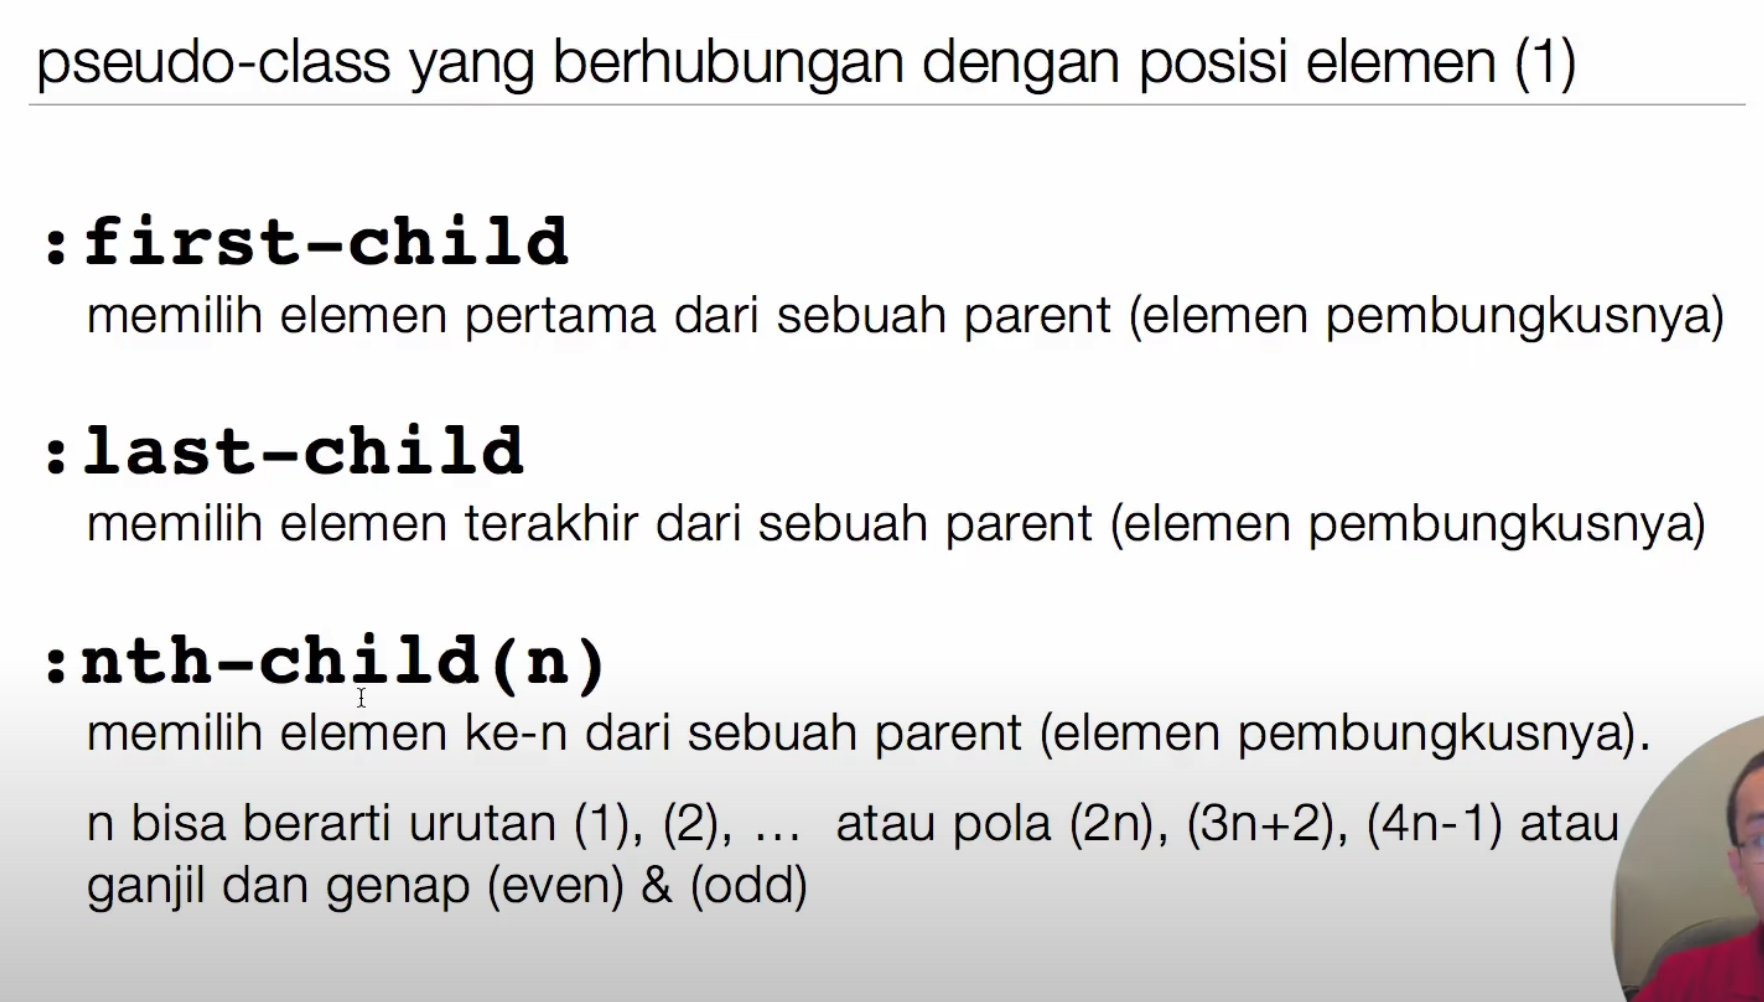 pseudo-class yang berhubungan dengan posisi elemen (1)
:first-child
memilih elemen pertama dari sebuah parent (elemen pembungkusnya)
:last-child
memilih elemen terakhir dari sebuah parent (elemen pembungkusnya)
:nth-child(n)
memilih elemen ke-n dari sebuah parent (elemen pembungkusnya).
n bisa berarti urutan (1), (2), ... atau pola (2n), (3n+2), (4n-1) atau
ganjil dan genap (even) & (odd)